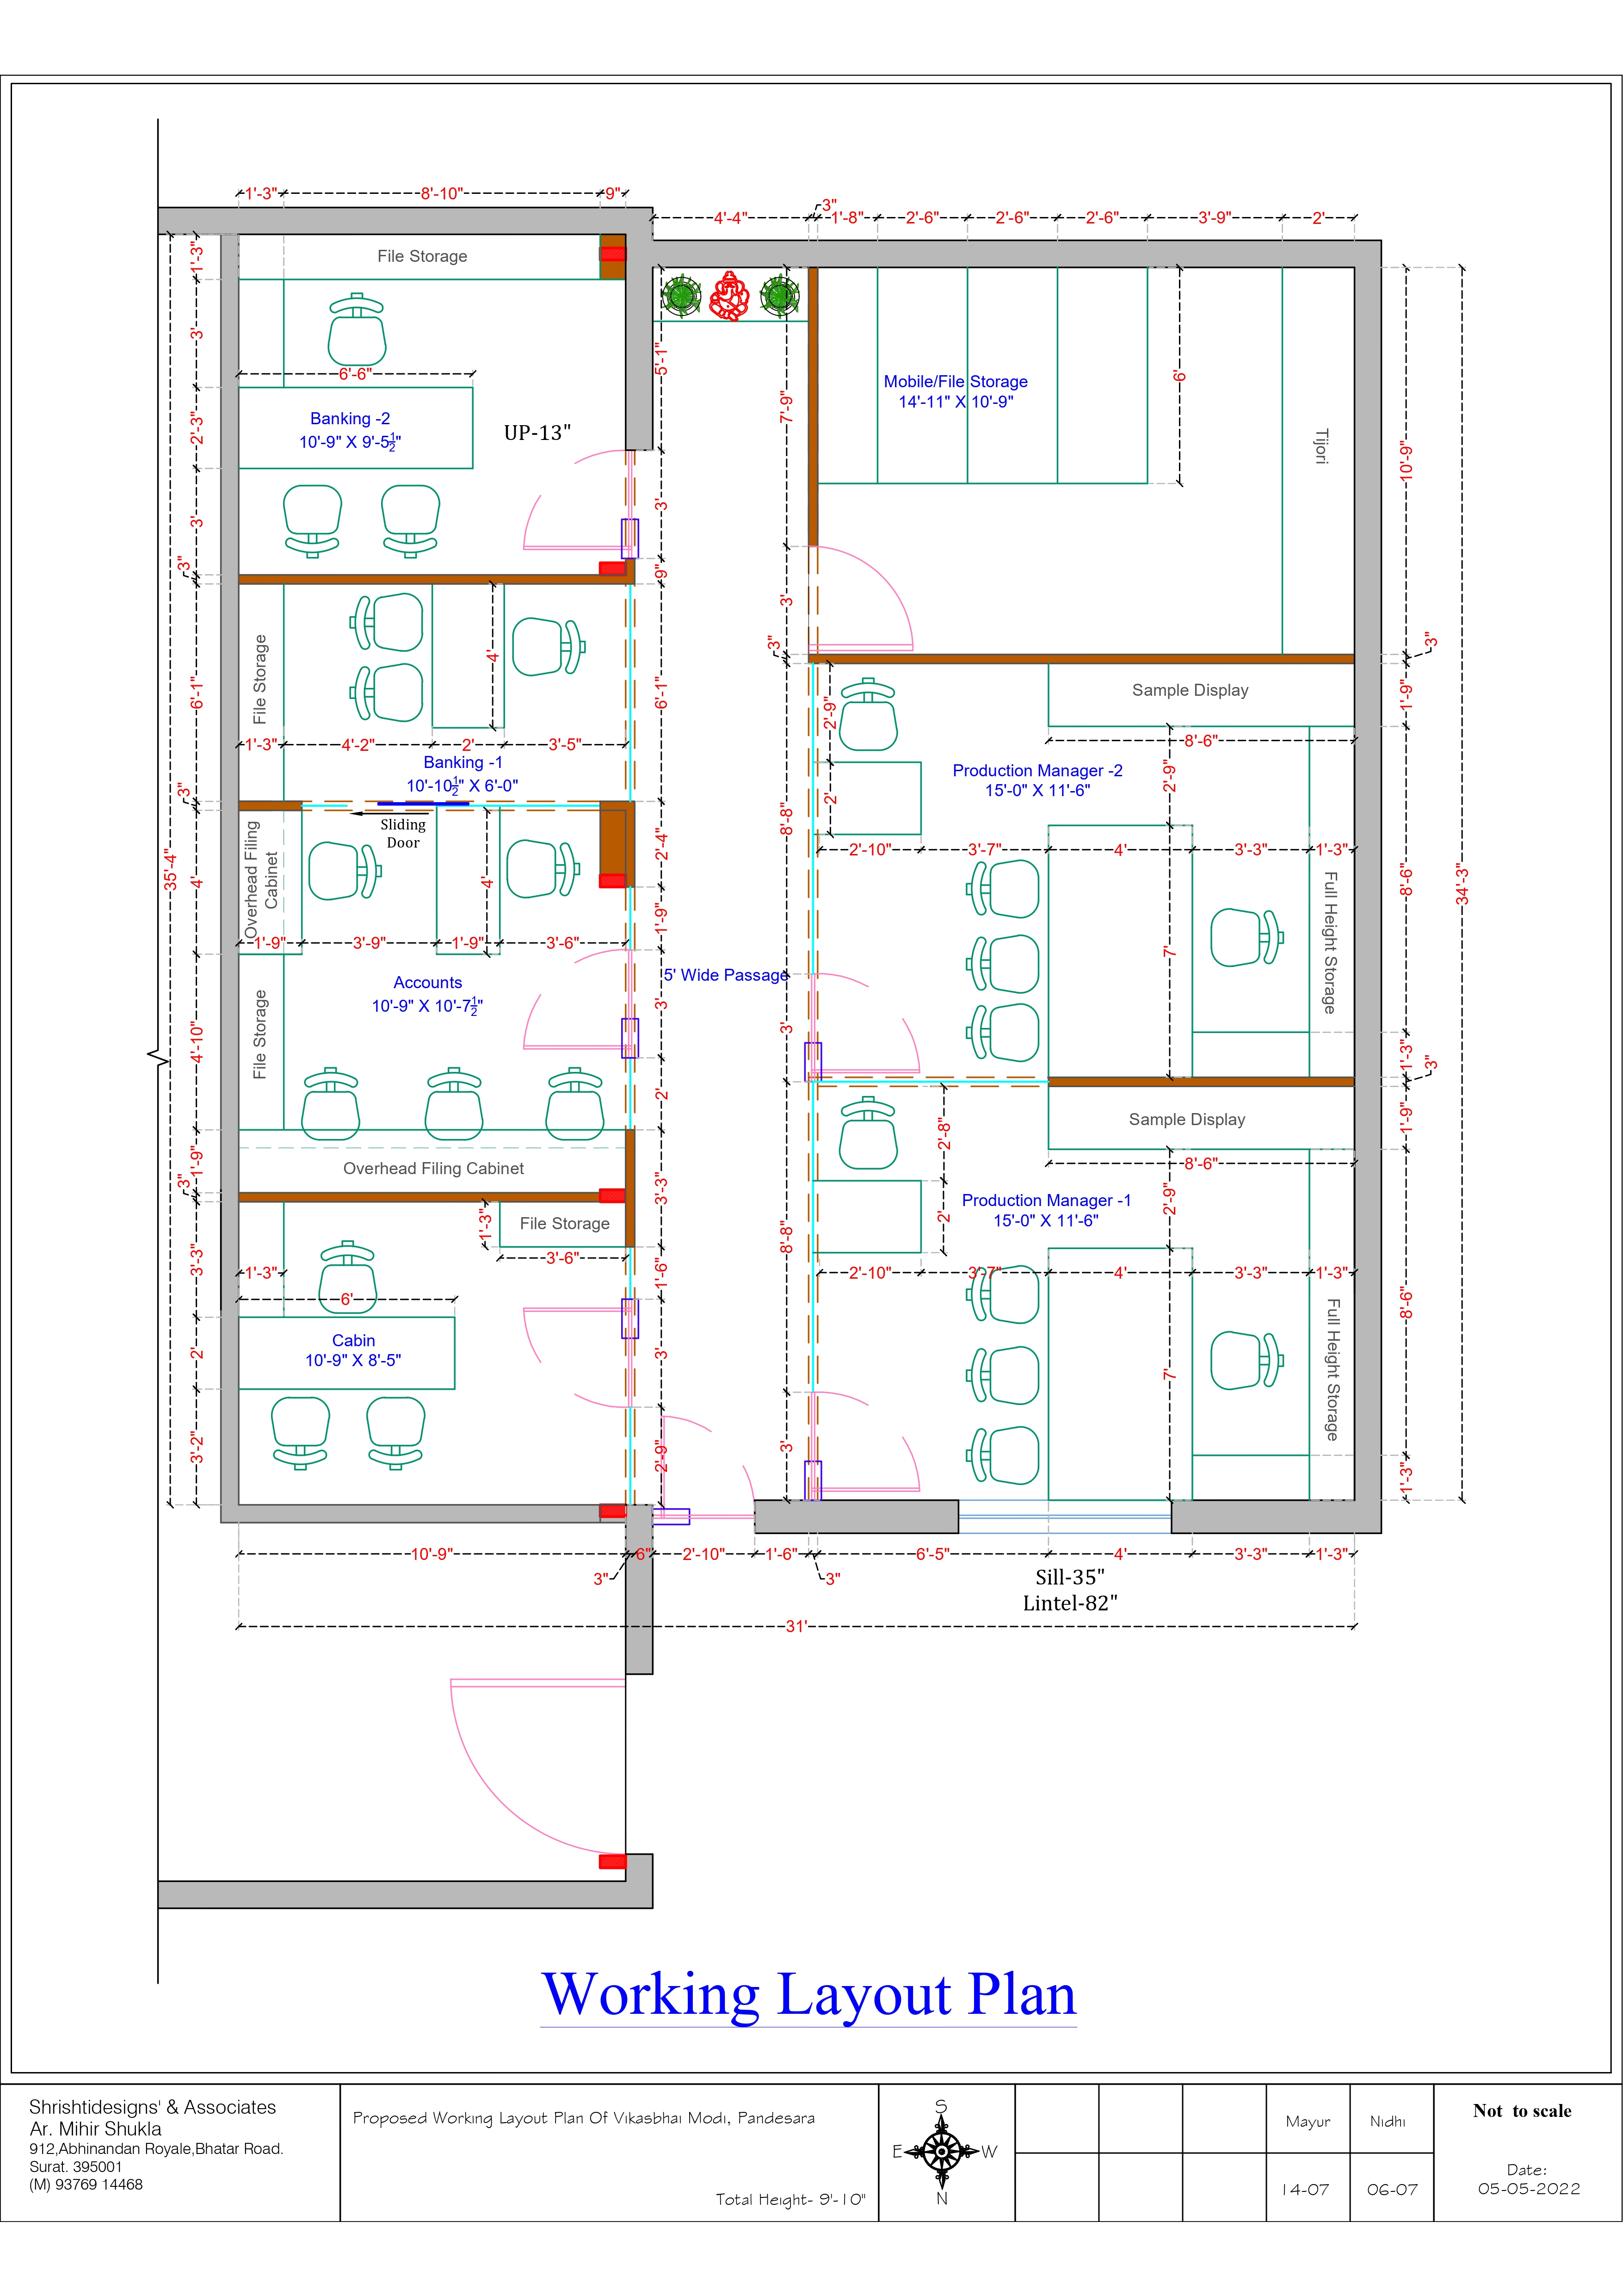 1'-3" 8'-10" 9"
4'-4" 3" 1'-8" 2'-6" 2'-6" 2'-6" 3'-9" 2'
File Storage
1'-3"
3'
6'-6"
Banking -2
10'-9" X 9'-5½"
UP-13"
2'-3"
3'
3"
5'-1"
3'
9"
7'-9"
3'
3"
Mobile/File Storage
14'-11" X 10'-9"
6'
Tijori
10'-9"
3"
34'-3"
35'-4"
File Storage
6'-1"
4'
6'-1"
1'-3" 4'-2" 2' 3'-5"
Banking -1
10'-10½" X 6'-0"
3"
Sliding
Door
Overhead Filing
Cabinet
4'
4'
2'-4"
1'-9"
1'-9" 3'-9" 1'-9" 3'-6"
Accounts
10'-9" X 10'-7½"
File Storage
4'-10"
3'
2'
5' Wide Passage
Overhead Filing Cabinet
1'-9"
3"
3'-3"
Sample Display
1'-9"
8'-6"
2'-9"
2'
2'-9"
Production Manager -2
15'-0" X 11'-6"
8'-8"
2'-10" 3'-7" 4' 3'-3" 1'-3"
8'-6"
Full Height Storage
7'
3'
1'-3"
3"
Sample Display
1'-9"
8'-6"
2'-8"
2'
2'-9"
Production Manager -1
15'-0" X 11'-6"
8'-8"
2'-10" 3'-7" 4' 3'-3" 1'-3"
8'-6"
Full Height Storage
7'
3'
1'-3"
File Storage
1'-3"
3'-6"
3'-3"
1'-3"
6'
1'-6"
Cabin
10'-9" X 8'-5"
2'
3'
3'-2"
2'-9"
10'-9" 6" 2'-10" 1'-6" 6'-5" 4' 3'-3" 1'-3"
3" 3"
Sill-35"
Lintel-82"
31'
Working Layout Plan
Shrishtidesigns' & Associates
Ar. Mihir Shukla
912,Abhinandan Royale,Bhatar Road.
Surat. 395001
(M) 93769 14468
Proposed Working Layout Plan Of Vikasbhai Modi, Pandesara
Total Height- 9'-10"
S
E W
N
Mayur Nidhi
14-07 06-07
Not to scale
Date:
05-05-2022